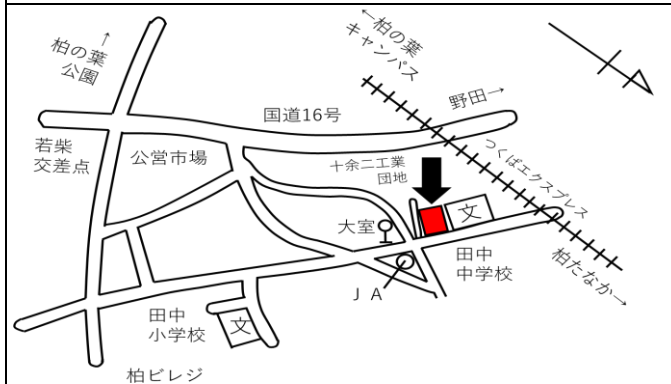 ←柏の葉
キャンパス
↑
柏の葉
公園
国道16号
野田→
若柴
交差点
公営市場
十余二工業
団地
つくばエクスプレス
大室
文
田中
中学校
柏たなか→
ＪＡ
田中
小学校
文
柏ビレジ